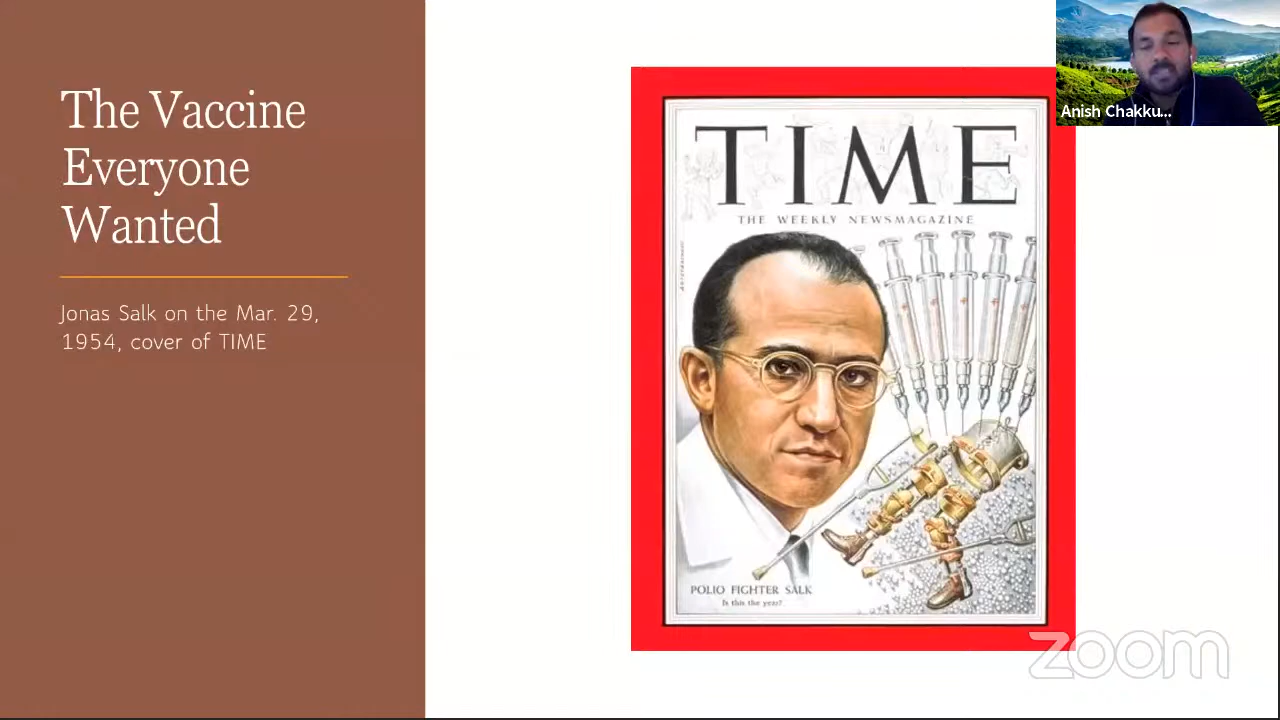 The Vaccine
Everyone
Wanted
Jonas Salk on the Mar. 29,
1954, cover of TIME
TIME
THE WEEKLY NEWSMAGAZINE
POLIO FIGHTER SALK
Is this the year?
Anish Chakku...
zoom